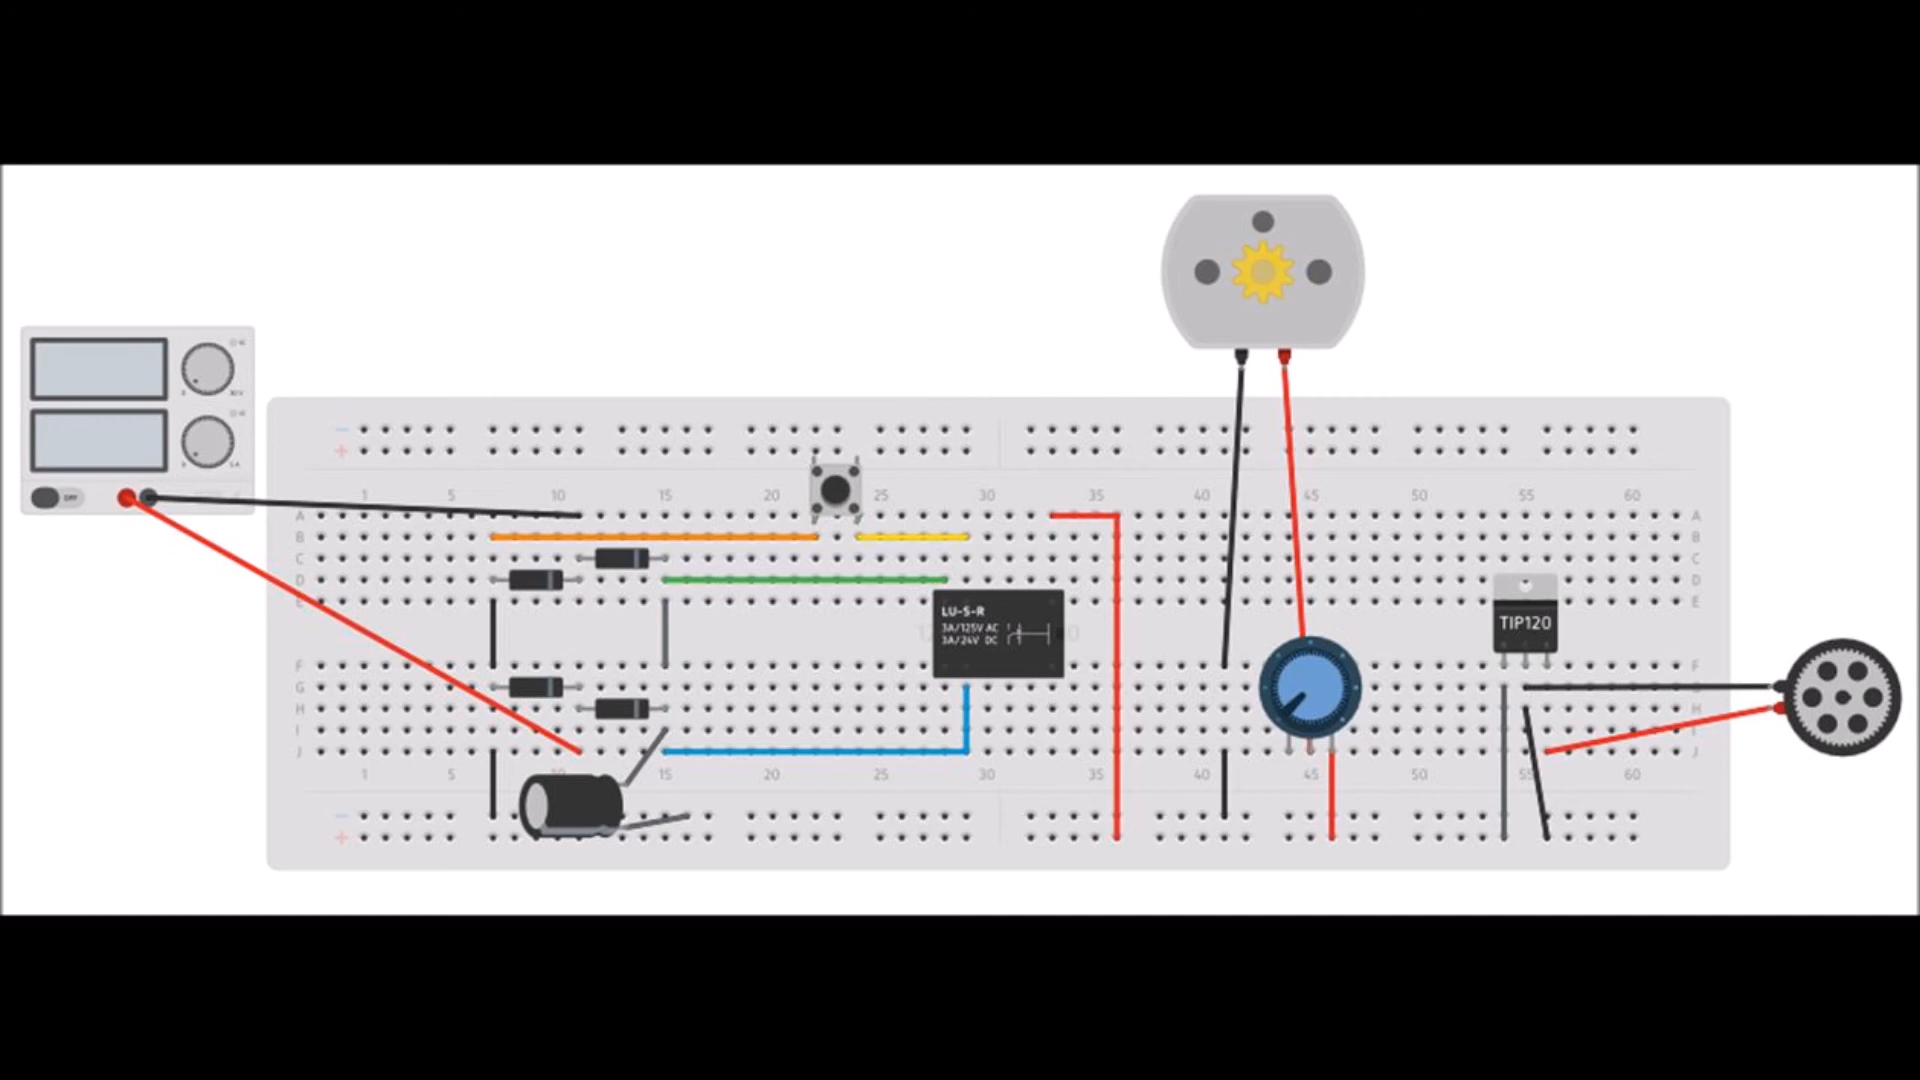 OFF
− −
+ +
1 5 10 15 20 25 30 35 40 45 50 55 60
A A
B B
C C
D D
E E
LU-S-R
3A/125V AC
3A/24V DC
TIP120
F F
G
H H
I I
J J
1 5 10 15 20 25 30 35 40 45 50 55 60
−
+